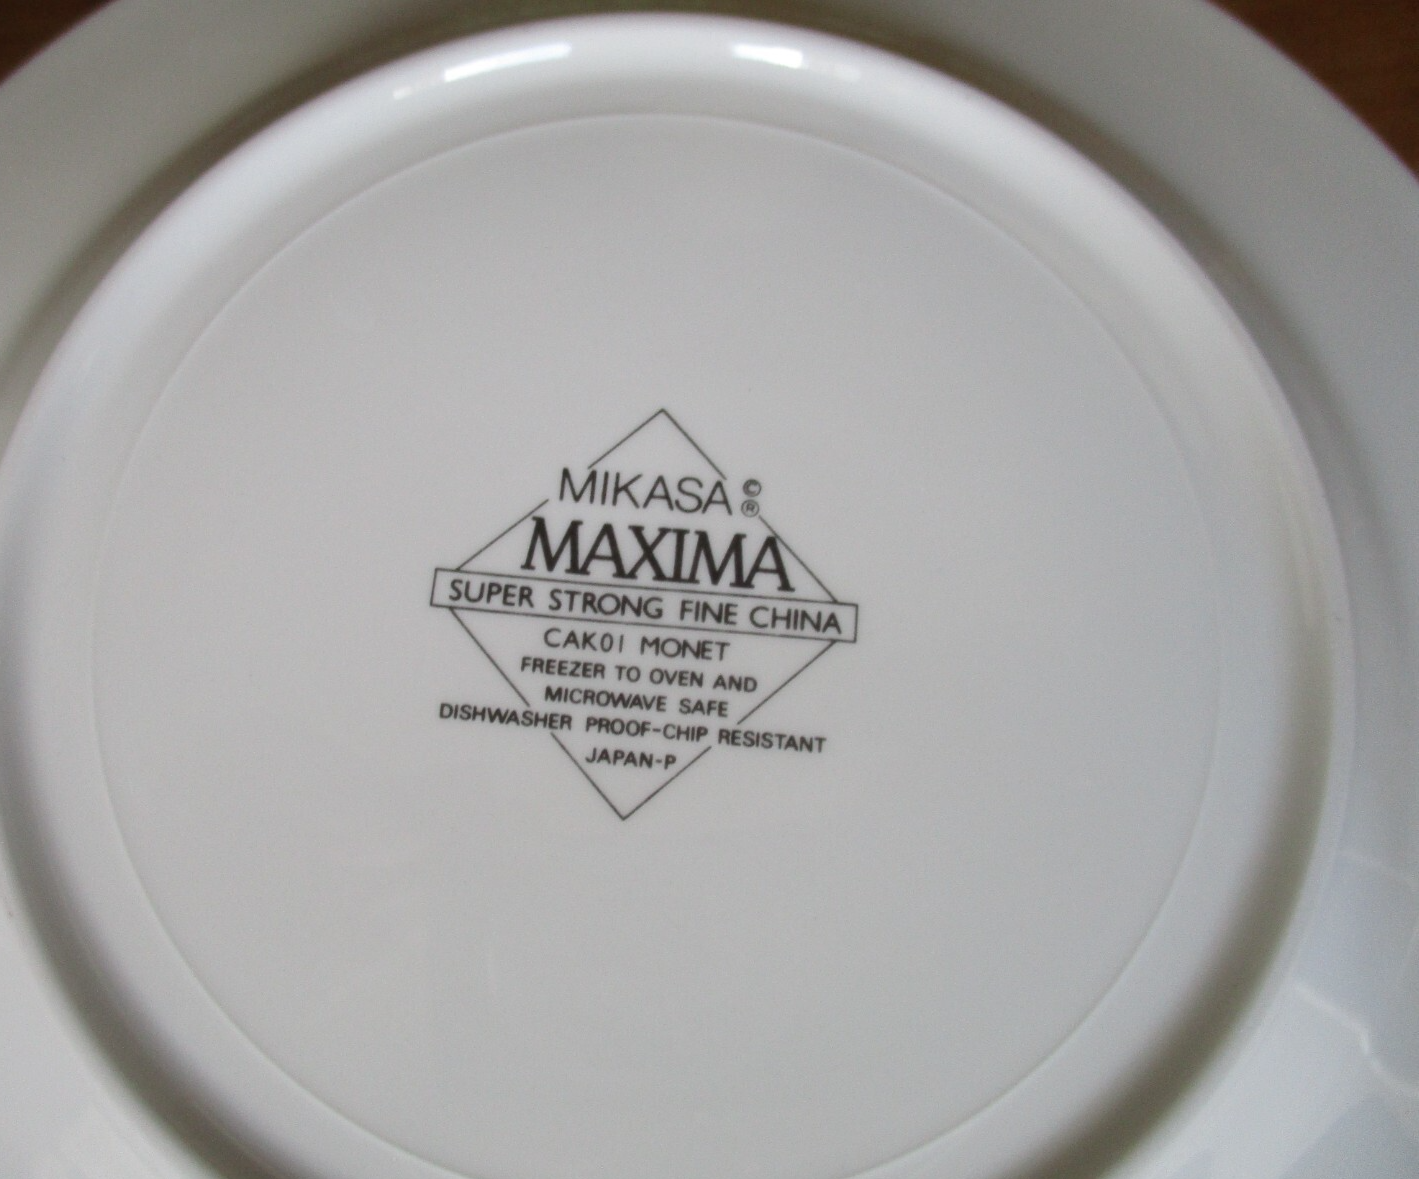 MIKASA ©
®
MAXIMA
SUPER STRONG FINE CHINA
CAK01 MONET
FREEZER TO OVEN AND
MICROWAVE SAFE
DISHWASHER PROOF-CHIP RESISTANT
JAPAN-P